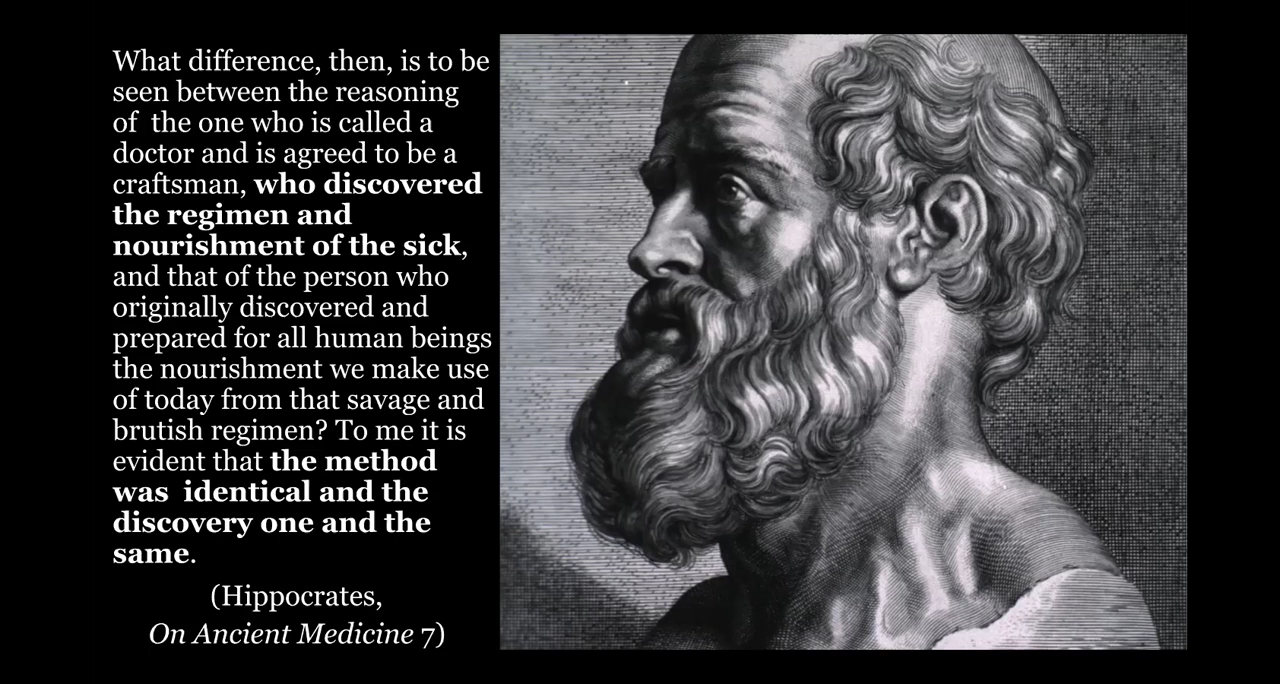 What difference, then, is to be
seen between the reasoning
of  the one who is called a
doctor and is agreed to be a
craftsman, who discovered
the regimen and
nourishment of the sick,
and that of the person who
originally discovered and
prepared for all human beings
the nourishment we make use
of today from that savage and
brutish regimen? To me it is
evident that the method
was  identical and the
discovery one and the
same.
(Hippocrates,
On Ancient Medicine 7)